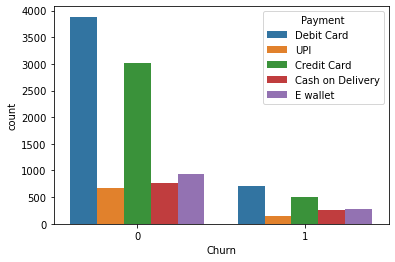 4000
3500
3000
2500
2000
1500
1000
500
0
count
0
1
Churn
Payment
Debit Card
UPI
Credit Card
Cash on Delivery
E wallet